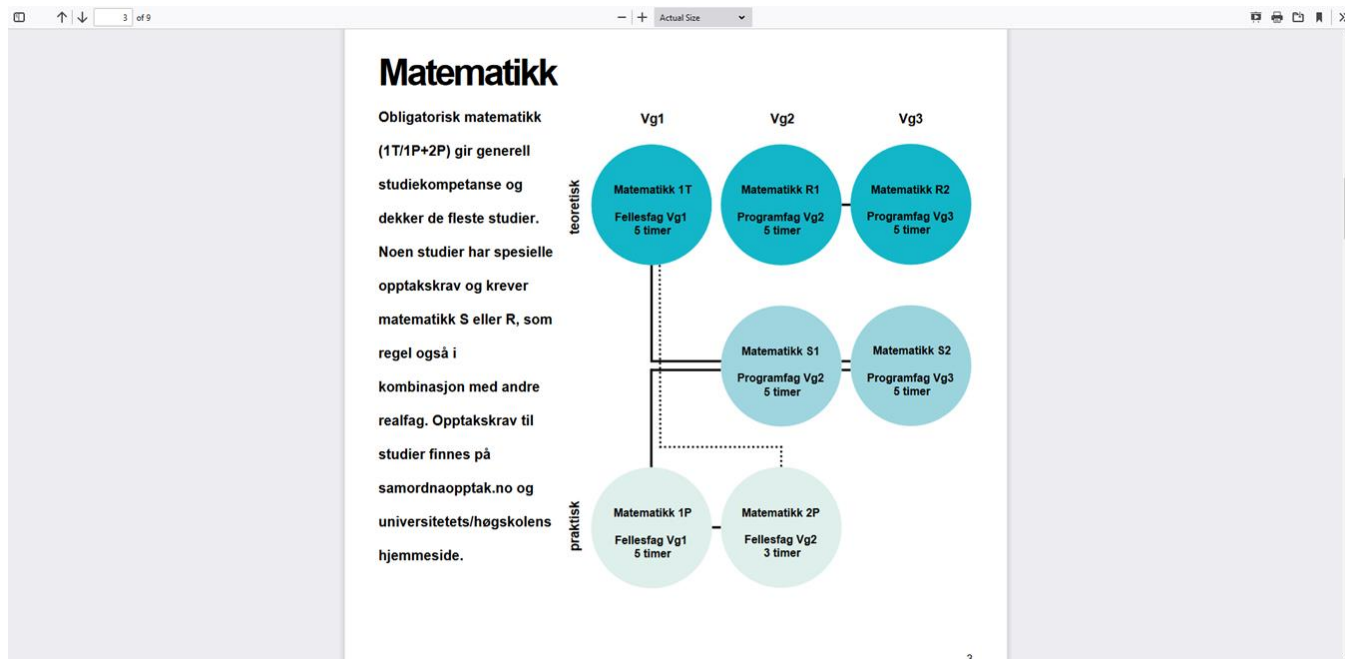 3 of 9
Actual Size
Matematikk
Obligatorisk matematikk
(1T/1P+2P) gir generell
studiekompetanse og
dekker de fleste studier.
Noen studier har spesielle
opptakskrav og krever
matematikk S eller R, som
regel også i
kombinasjon med andre
realfag. Opptakskrav til
studier finnes på
samordnaopptak.no og
universitetets/høgskolens
hjemmeside.
Vg1
Vg2
Vg3
teoretisk
Matematikk 1T
Fellesfag Vg1
5 timer
Matematikk R1
Programfag Vg2
5 timer
Matematikk R2
Programfag Vg3
5 timer
Matematikk S1
Programfag Vg2
5 timer
Matematikk S2
Programfag Vg3
5 timer
praktisk
Matematikk 1P
Fellesfag Vg1
5 timer
Matematikk 2P
Fellesfag Vg2
3 timer
3